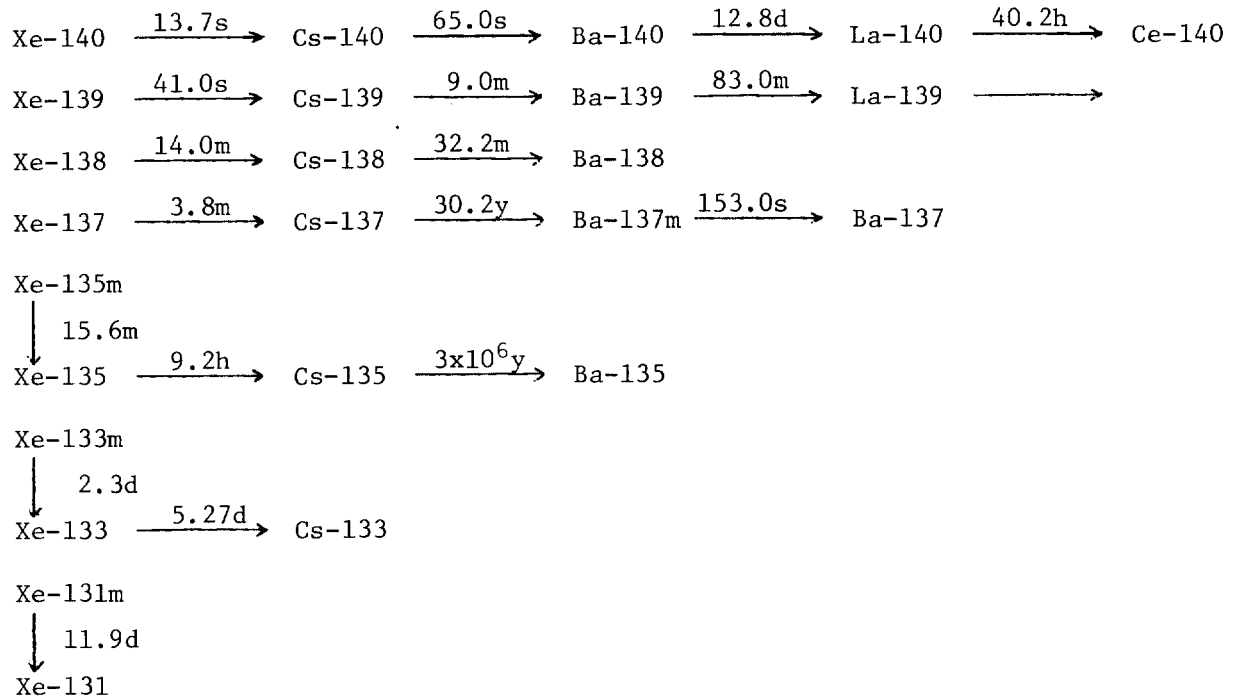 Xe-140 13.7s Cs-140 65.0s Ba-140 12.8d La-140 40.2h Ce-140
Xe-139 41.0s Cs-139 9.0m Ba-139 83.0m La-139
Xe-138 14.0m Cs-138 32.2m Ba-138
Xe-137 3.8m Cs-137 30.2y Ba-137m 153.0s Ba-137
Xe-135m
15.6m
Xe-135 9.2h Cs-135 3x10⁶y Ba-135
Xe-133m
2.3d
Xe-133 5.27d Cs-133
Xe-131m
11.9d
Xe-131